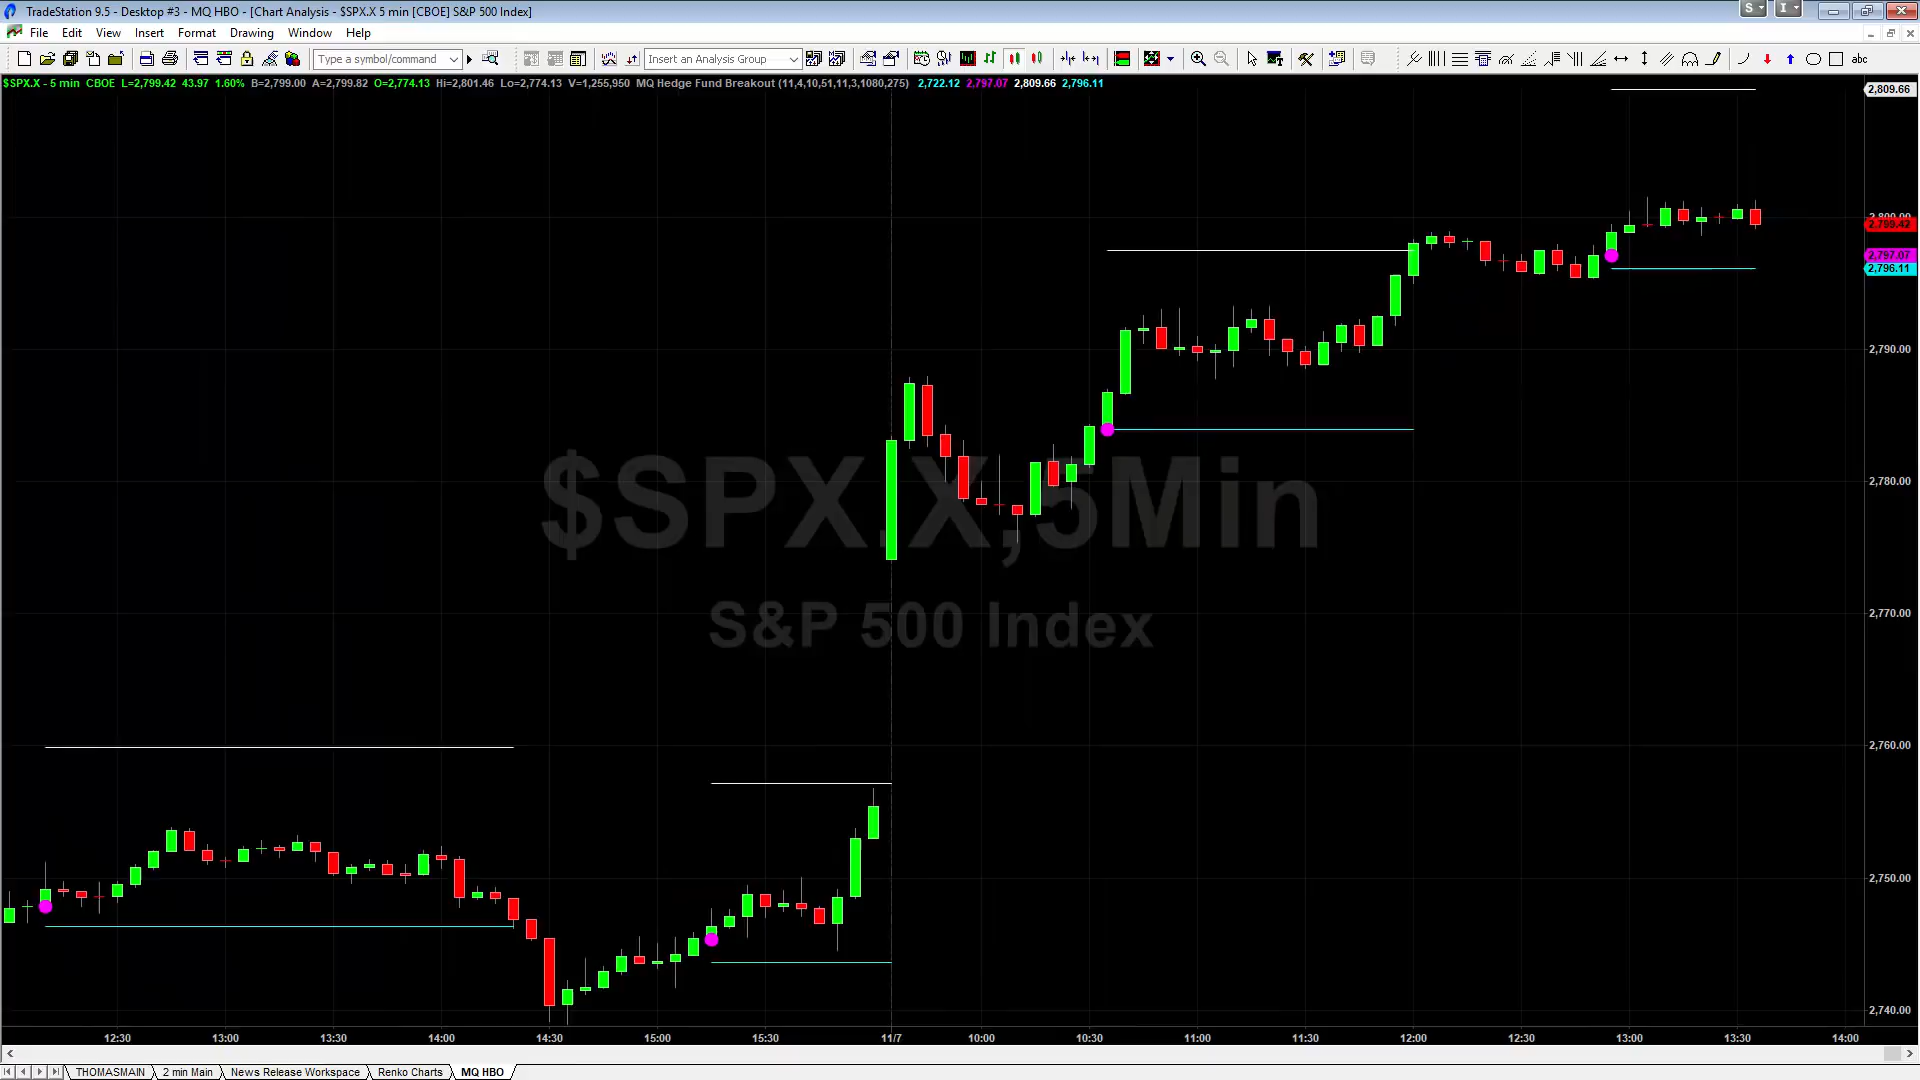 TradeStation 9.5 - Desktop #3 - MQ HBO - [Chart Analysis - $SPX.X 5 min [CBOE] S&P 500 Index]
S
I
File Edit View Insert Format Drawing Window Help
Type a symbol/command
Insert an Analysis Group
abc
$SPX.X - 5 min CBOE L=2,799.42 43.97 1.60% B=2,799.00 A=2,799.82 O=2,774.13 Hi=2,801.46 Lo=2,774.13 V=1,255,950 MQ Hedge Fund Breakout (11,4,10,51,11,3,1080,275) 2,722.12 2,797.07 2,809.66 2,796.11
2,809.66
2,799.42
2,797.07
2,796.11
2,790.00
2,780.00
2,770.00
2,760.00
2,750.00
2,740.00
$SPX.X,5Min
S&P 500 Index
12:30 13:00 13:30 14:00 14:30 15:00 15:30 11/7 10:00 10:30 11:00 11:30 12:00 12:30 13:00 13:30 14:00
THOMASMAIN 2 min Main News Release Workspace Renko Charts MQ HBO